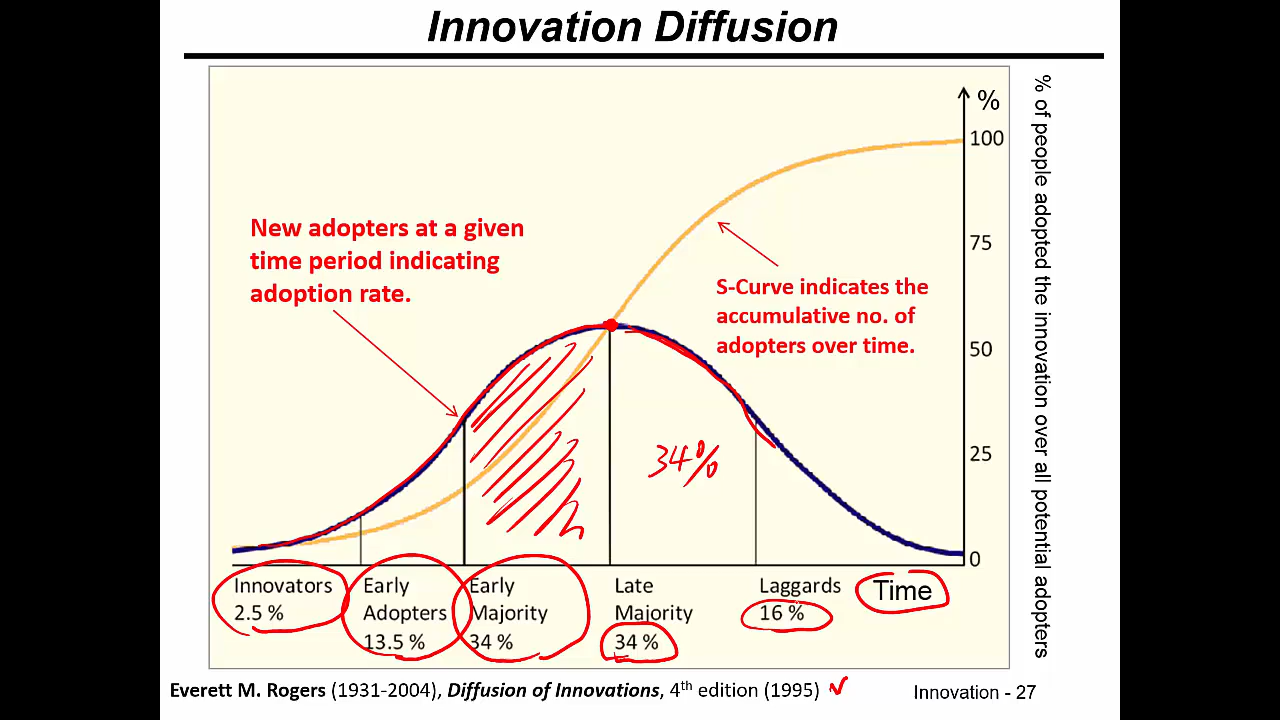 Innovation Diffusion
%
100
75
50
25
0
% of people adopted the innovation over all potential adopters
New adopters at a given
time period indicating
adoption rate.
S-Curve indicates the
accumulative no. of
adopters over time.
34%
Innovators
2.5 %
Early
Adopters
13.5 %
Early
Majority
34 %
Late
Majority
34 %
Laggards
16 %
Time
Everett M. Rogers (1931-2004), Diffusion of Innovations, 4th edition (1995)
Innovation - 27